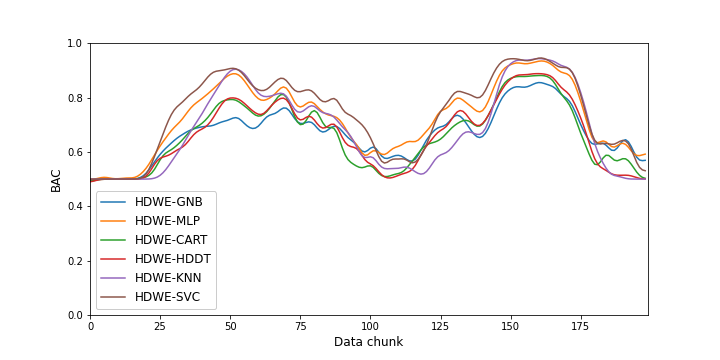 1.0
0.8
0.6
0.4
0.2
0.0
BAC
HDWE-GNB
HDWE-MLP
HDWE-CART
HDWE-HDDT
HDWE-KNN
HDWE-SVC
0 25 50 75 100 125 150 175
Data chunk